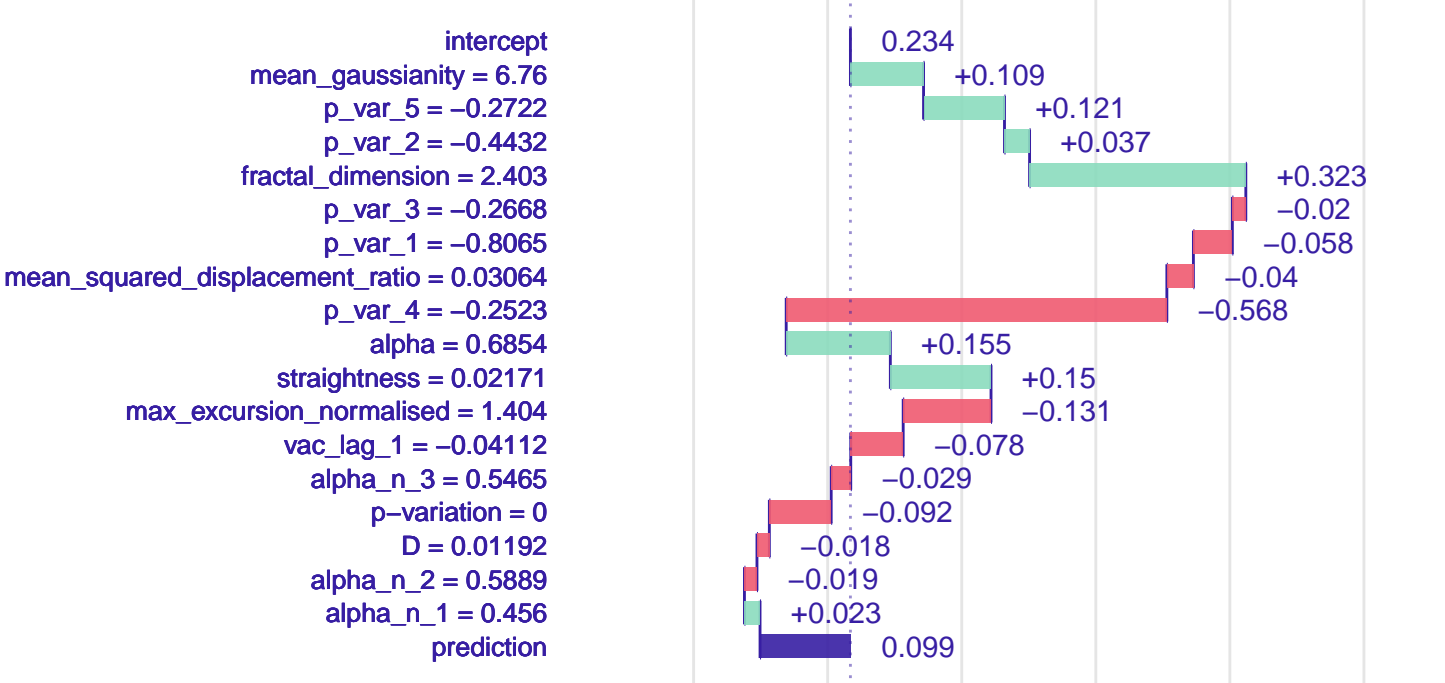 intercept 0.234
mean_gaussianity = 6.76 +0.109
p_var_5 = −0.2722 +0.121
p_var_2 = −0.4432 +0.037
fractal_dimension = 2.403 +0.323
p_var_3 = −0.2668 −0.02
p_var_1 = −0.8065 −0.058
mean_squared_displacement_ratio = 0.03064 −0.04
p_var_4 = −0.2523 −0.568
alpha = 0.6854 +0.155
straightness = 0.02171 +0.15
max_excursion_normalised = 1.404 −0.131
vac_lag_1 = −0.04112 −0.078
alpha_n_3 = 0.5465 −0.029
p−variation = 0 −0.092
D = 0.01192 −0.018
alpha_n_2 = 0.5889 −0.019
alpha_n_1 = 0.456 +0.023
prediction 0.099